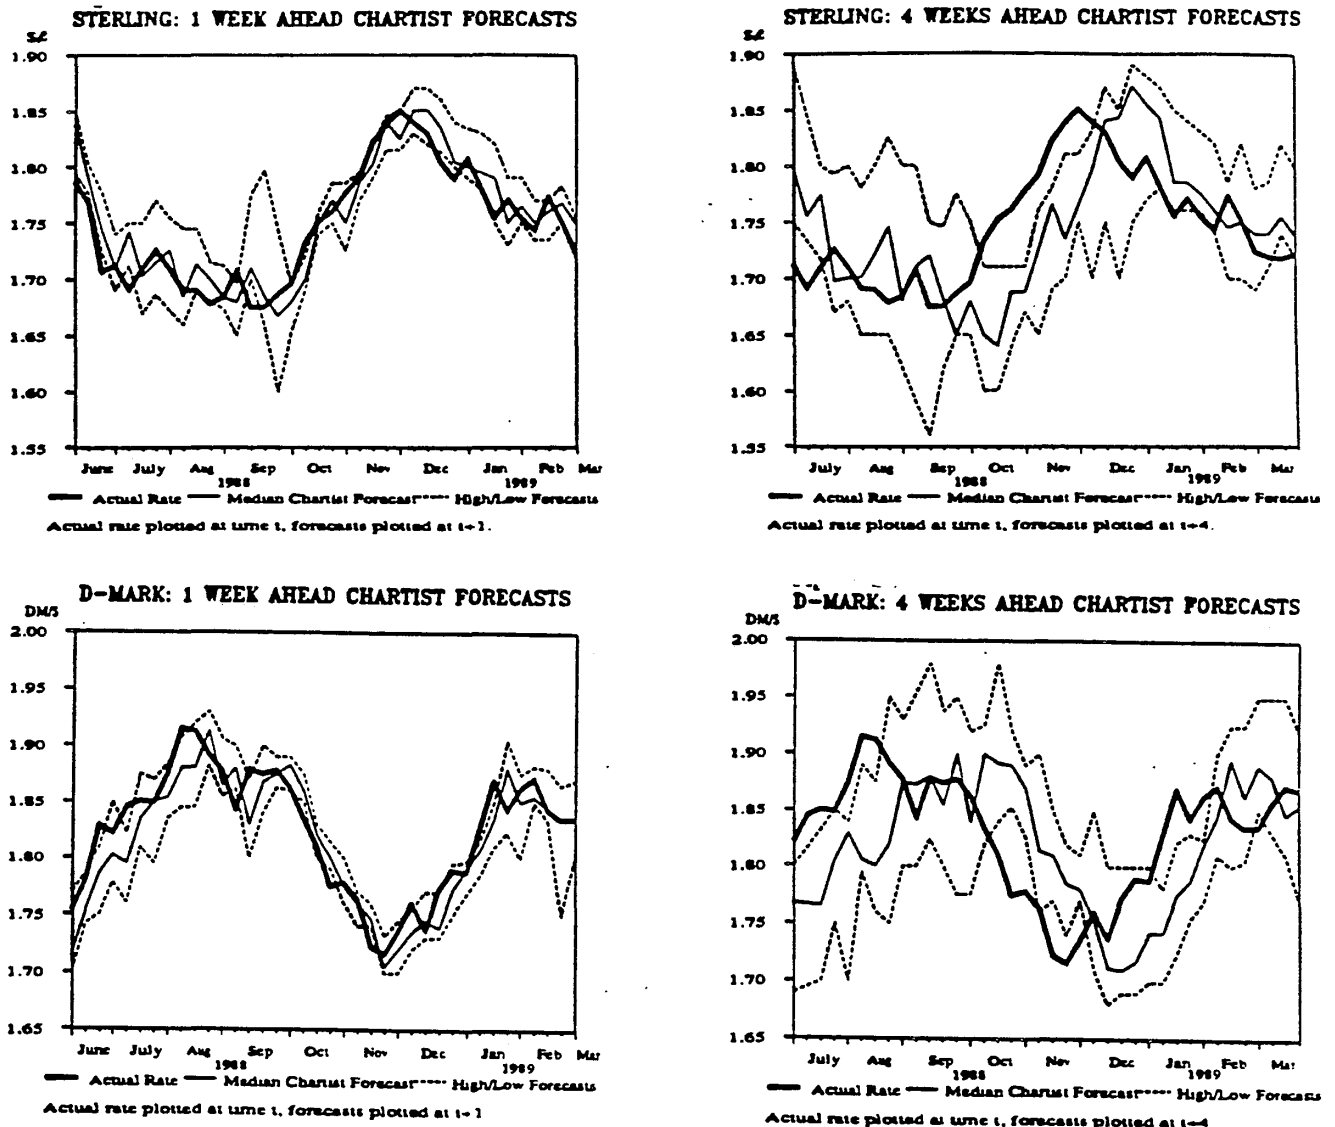 STERLING: 1 WEEK AHEAD CHARTIST FORECASTS
$/£
1.90
1.85
1.80
1.75
1.70
1.65
1.60
1.55
June July Aug Sep Oct Nov Dec Jan Feb Mar
1988 1989
Actual Rate Median Chartist Forecast High/Low Forecasts
Actual rate plotted at time t, forecasts plotted at t+1.
STERLING: 4 WEEKS AHEAD CHARTIST FORECASTS
$/£
1.90
1.85
1.80
1.75
1.70
1.65
1.60
1.55
July Aug Sep Oct Nov Dec Jan Feb Mar
1988 1989
Actual Rate Median Chartist Forecast High/Low Forecasts
Actual rate plotted at time t, forecasts plotted at t+4.
D-MARK: 1 WEEK AHEAD CHARTIST FORECASTS
DM/$
2.00
1.95
1.90
1.85
1.80
1.75
1.70
1.65
June July Aug Sep Oct Nov Dec Jan Feb Mar
1988 1989
Actual Rate Median Chartist Forecast High/Low Forecasts
Actual rate plotted at time t, forecasts plotted at t+1
D-MARK: 4 WEEKS AHEAD CHARTIST FORECASTS
DM/$
2.00
1.95
1.90
1.85
1.80
1.75
1.70
1.65
July Aug Sep Oct Nov Dec Jan Feb Mar
1988 1989
Actual Rate Median Chartist Forecast High/Low Forecasts
Actual rate plotted at time t, forecasts plotted at t+4